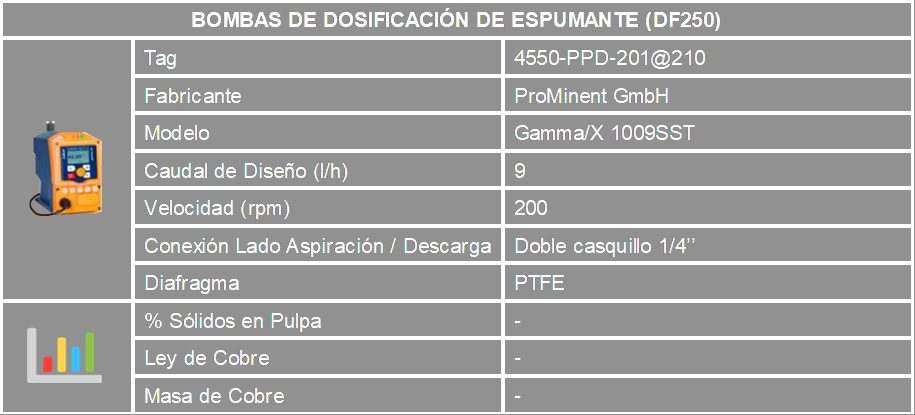 BOMBAS DE DOSIFICACIÓN DE ESPUMANTE (DF250)
Tag 4550-PPD-201@210
Fabricante ProMinent GmbH
Modelo Gamma/X 1009SST
Caudal de Diseño (l/h) 9
Velocidad (rpm) 200
Conexión Lado Aspiración / Descarga Doble casquillo 1/4’’
Diafragma PTFE
% Sólidos en Pulpa -
Ley de Cobre -
Masa de Cobre -